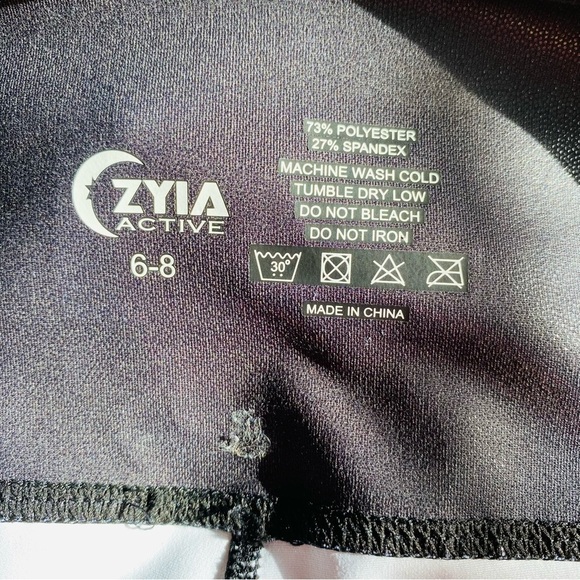 ZYIA
ACTIVE
6-8
73% POLYESTER
27% SPANDEX
MACHINE WASH COLD
TUMBLE DRY LOW
DO NOT BLEACH
DO NOT IRON
30°
MADE IN CHINA